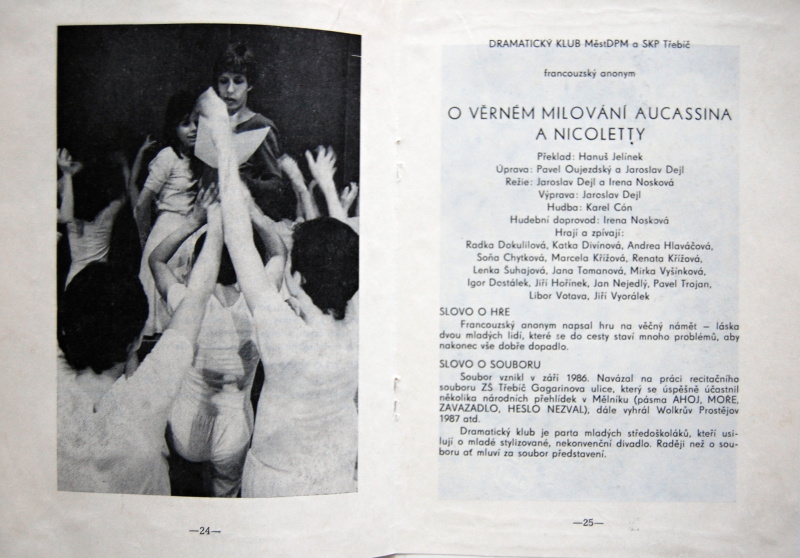 —24—
DRAMATICKÝ KLUB MěstDPM a SKP Třebíč
francouzský anonym
O VĚRNÉM MILOVÁNÍ AUCASSINA
A NICOLETTY
Překlad: Hanuš Jelínek
Úprava: Pavel Oujezdský a Jaroslav Dejl
Režie: Jaroslav Dejl a Irena Nosková
Výprava: Jaroslav Dejl
Hudba: Karel Cón
Hudební doprovod: Irena Nosková
Hrají a zpívají:
Radka Dokulilová, Katka Divínová, Andrea Hlaváčová,
Soňa Chytková, Marcela Křížová, Renata Křížová,
Lenka Suhajová, Jana Tomanová, Mirka Vyšínková,
Igor Dostálek, Jiří Hořínek, Jan Nejedlý, Pavel Trojan,
Libor Votava, Jiří Vyorálek
SLOVO O HŘE
Francouzský anonym napsal hru na věčný námět – láska
dvou mladých lidí, které se do cesty staví mnoho problémů, aby
nakonec vše dobře dopadlo.
SLOVO O SOUBORU
Soubor vznikl v září 1986. Navázal na práci recitačního
souboru ZŠ Třebíč Gagarinova ulice, který se úspěšně účastnil
několika národních přehlídek v Mělníku (pásma AHOJ, MOŘE,
ZAVAZADLO, HESLO NEZVAL), dále vyhrál Wolkrův Prostějov
1987 atd.
Dramatický klub je parta mladých středoškoláků, kteří usi-
lují o mladé stylizované, nekonvenční divadlo. Raději než o sou-
boru ať mluví za soubor představení.
—25—